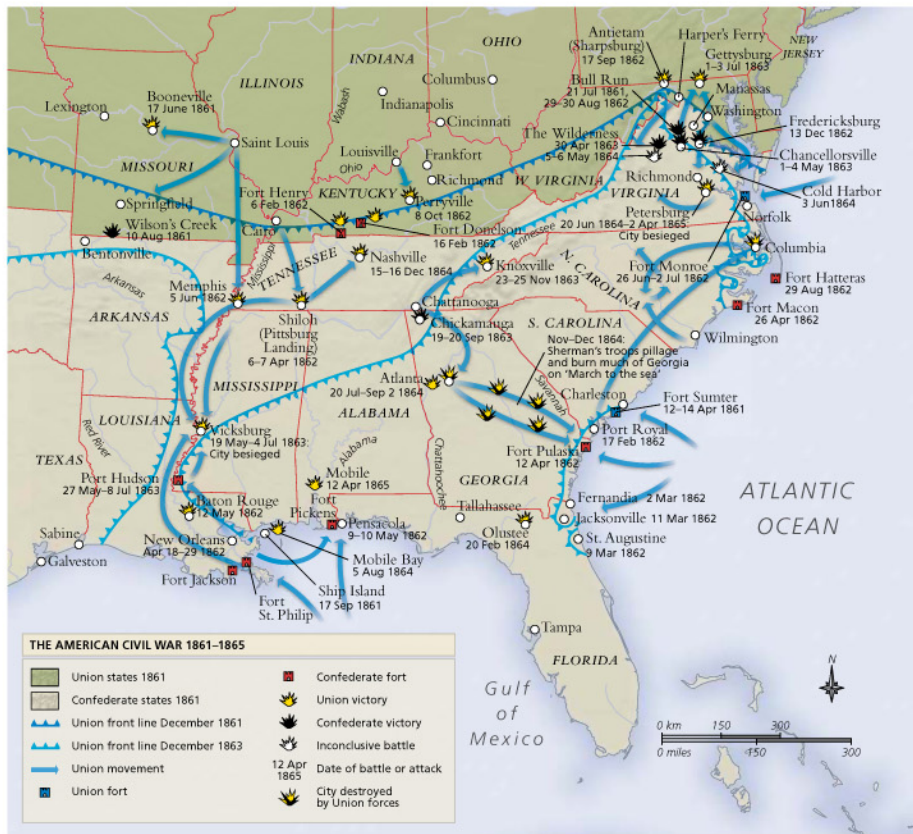 OHIO
INDIANA
ILLINOIS
Antietam
(Sharpsburg)
17 Sep 1862
Harper's Ferry
Gettysburg
1–3 Jul 1863
NEW
JERSEY
Columbus
Bull Run
21 Jul 1861,
29–30 Aug 1862
Manassas
Washington
Booneville
17 June 1861
Lexington
Wabash
Indianapolis
Cincinnati
Fredericksburg
13 Dec 1862
Saint Louis
The Wilderness
30 Apr 1863
5–6 May 1864
Chancellorsville
1–4 May 1863
Louisville
Frankfort
Ohio
MISSOURI
Fort Henry
6 Feb 1862
KENTUCKY
Richmond
W. VIRGINIA
Richmond
VIRGINIA
Cold Harbor
3 Jun 1864
Springfield
Perryville
8 Oct 1862
Petersburg
20 Jun 1864–2 Apr 1865
City besieged
Norfolk
Wilson's Creek
10 Aug 1861
Cairo
Fort Donelson
16 Feb 1862
Tennessee
Columbia
Bentonville
Mississippi
TENNESSEE
Nashville
15–16 Dec 1864
Knoxville
23–25 Nov 1863
N. CAROLINA
Fort Monroe
26 Jun–2 Jul 1862
Fort Hatteras
29 Aug 1862
Arkansas
Memphis
5 Jun 1862
Chattanooga
Fort Macon
26 Apr 1862
ARKANSAS
Shiloh
(Pittsburg
Landing)
6–7 Apr 1862
Chickamauga
19–20 Sep 1863
S. CAROLINA
Wilmington
Nov–Dec 1864:
Sherman's troops pillage
and burn much of Georgia
on 'March to the sea'
MISSISSIPPI
Atlanta
20 Jul–Sep 2 1864
Savannah
Charleston
Fort Sumter
12–14 Apr 1861
LOUISIANA
ALABAMA
Vicksburg
19 May–4 Jul 1863:
City besieged
Port Royal
17 Feb 1862
Red River
Alabama
Chattahoochee
Fort Pulaski
12 Apr 1862
TEXAS
Port Hudson
27 May–8 Jul 1863
Mobile
12 Apr 1865
GEORGIA
Baton Rouge
12 May 1862
Fort
Pickens
Pensacola
9–10 May 1862
Tallahassee
Fernandia
2 Mar 1862
ATLANTIC
OCEAN
Jacksonville 11 Mar 1862
Sabine
New Orleans
Apr 18–29 1862
Olustee
20 Feb 1864
St. Augustine
9 Mar 1862
Galveston
Mobile Bay
5 Aug 1864
Fort Jackson
Ship Island
17 Sep 1861
Fort
St. Philip
Tampa
FLORIDA
Gulf
of
Mexico
THE AMERICAN CIVIL WAR 1861–1865
Union states 1861
Confederate states 1861
Union front line December 1861
Union front line December 1863
Union movement
Union fort
Confederate fort
Union victory
Confederate victory
Inconclusive battle
12 Apr
1865
Date of battle or attack
City destroyed
by Union forces
N
0 km 150 300
0 miles 150 300